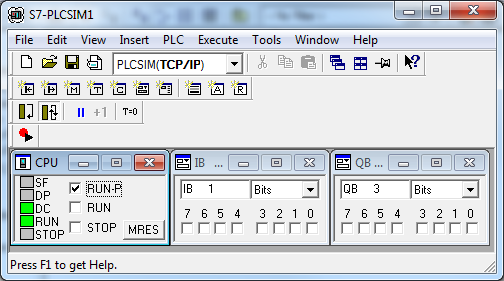 S7-PLCSIM1
File Edit View Insert PLC Execute Tools Window Help
PLCSIM(TCP/IP)
I Q M T C A R
+1 T=0
CPU
SF
DP
DC
RUN
STOP
RUN-P
RUN
STOP
MRES
IB ...
IB 1 Bits
7 6 5 4 3 2 1 0
QB ...
QB 3 Bits
7 6 5 4 3 2 1 0
Press F1 to get Help.